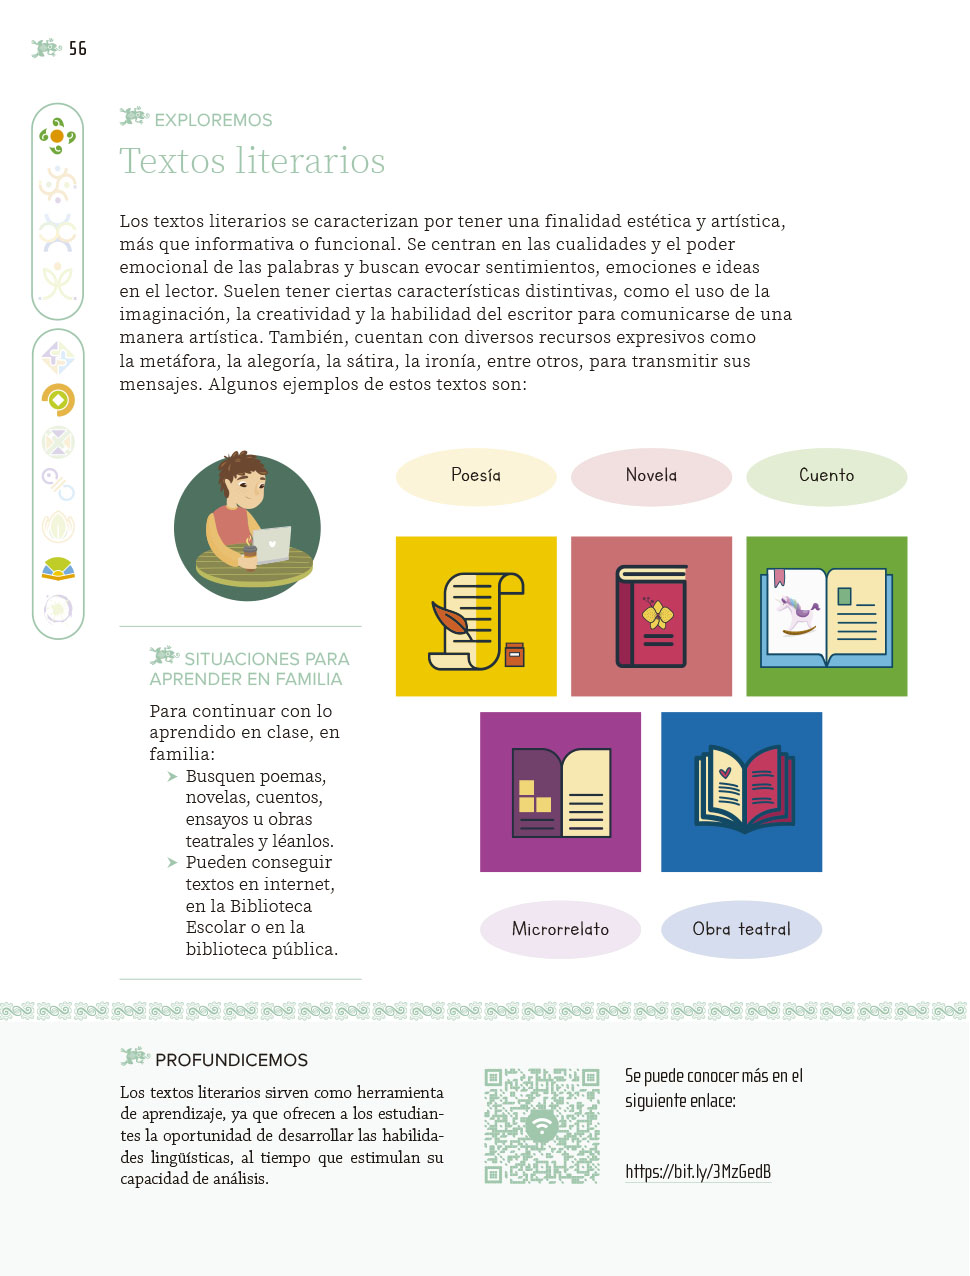 56
EXPLOREMOS
Textos literarios
Los textos literarios se caracterizan por tener una finalidad estética y artística,
más que informativa o funcional. Se centran en las cualidades y el poder
emocional de las palabras y buscan evocar sentimientos, emociones e ideas
en el lector. Suelen tener ciertas características distintivas, como el uso de la
imaginación, la creatividad y la habilidad del escritor para comunicarse de una
manera artística. También, cuentan con diversos recursos expresivos como
la metáfora, la alegoría, la sátira, la ironía, entre otros, para transmitir sus
mensajes. Algunos ejemplos de estos textos son:
Poesía
Novela
Cuento
Microrrelato
Obra teatral
SITUACIONES PARA
APRENDER EN FAMILIA
Para continuar con lo
aprendido en clase, en
familia:
➤ Busquen poemas,
novelas, cuentos,
ensayos u obras
teatrales y léanlos.
➤ Pueden conseguir
textos en internet,
en la Biblioteca
Escolar o en la
biblioteca pública.
PROFUNDICEMOS
Los textos literarios sirven como herramienta
de aprendizaje, ya que ofrecen a los estudian-
tes la oportunidad de desarrollar las habilida-
des lingüísticas, al tiempo que estimulan su
capacidad de análisis.
Se puede conocer más en el
siguiente enlace:
https://bit.ly/3MzGedB